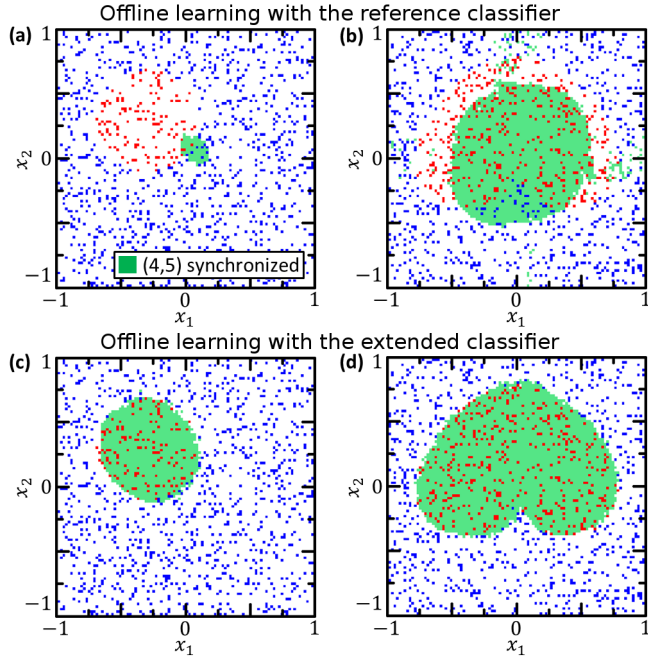 Offline learning with the reference classifier
(a) (b)
1 1
x2 0 x2 0
(4,5) synchronized
−1 −1
−1 0 1 −1 0 1
x1 x1
Offline learning with the extended classifier
(c) (d)
1 1
x2 0 x2 0
−1 −1
−1 0 1 −1 0 1
x1 x1